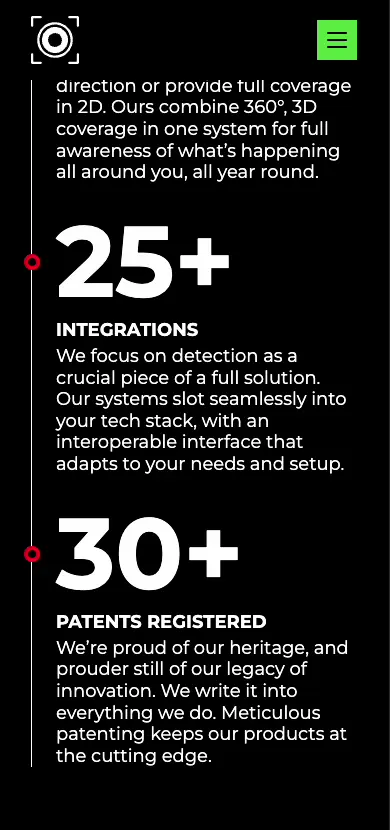 direction or provide full coverage
in 2D. Ours combine 360°, 3D
coverage in one system for full
awareness of what’s happening
all around you, all year round.
25+
INTEGRATIONS
We focus on detection as a
crucial piece of a full solution.
Our systems slot seamlessly into
your tech stack, with an
interoperable interface that
adapts to your needs and setup.
30+
PATENTS REGISTERED
We’re proud of our heritage, and
prouder still of our legacy of
innovation. We write it into
everything we do. Meticulous
patenting keeps our products at
the cutting edge.